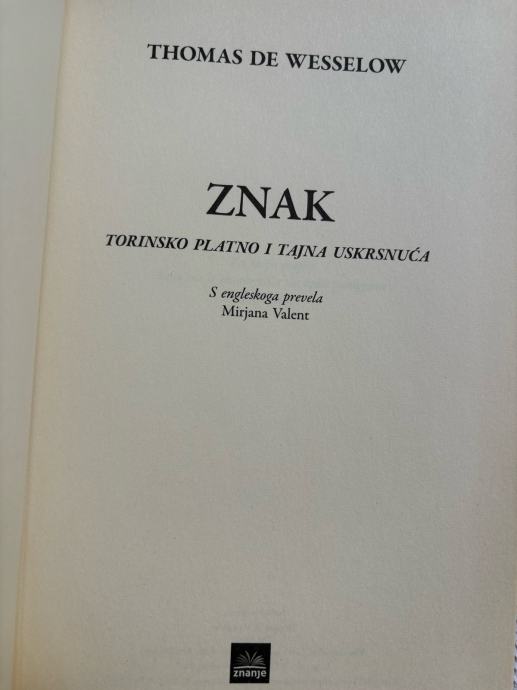 THOMAS DE WESSELOW
ZNAK
TORINSKO PLATNO I TAJNA USKRSNUĆA
S engleskoga prevela
Mirjana Valent
znanje